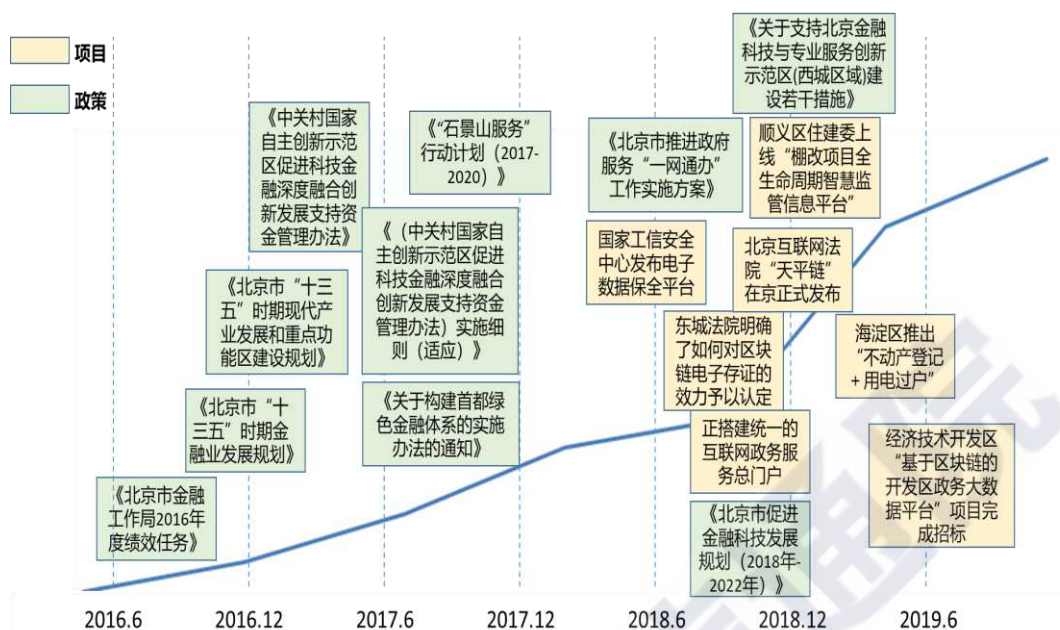 项目
政策
《中关村国家
自主创新示范
区促进科技金
融深度融合创
新发展支持资
金管理办法》
《北京市“十三
五”时期现代产
业发展和重点功
能区建设规划》
《北京市“十
三五”时期金
融业发展规划》
《北京市金融
工作局2016年
度绩效任务》
《“石景山服务”
行动计划（2017-
2020）》
《（中关村国家自
主创新示范区促进
科技金融深度融合
创新发展支持资金
管理办法）实施细
则（适应）》
《关于构建首都绿
色金融体系的实施
办法的通知》
《北京市推进政府
服务“一网通办”
工作实施方案》
国家工信安全
中心发布电子
数据保全平台
东城法院明确
了如何对区块
链电子存证的
效力予以认定
正搭建统一的
互联网政务服
务总门户
《北京市促进
金融科技发展
规划（2018年-
2022年）》
《关于支持北京金融
科技与专业服务创新
示范区(西城区域)建
设若干措施》
顺义区住建委上
线“棚改项目全
生命周期智慧监
管信息平台”
北京互联网法
院“天平链”
在京正式发布
海淀区推出
“不动产登记
+用电过户”
经济技术开发区
“基于区块链的
开发区政务大数
据平台”项目完
成招标
2016.6
2016.12
2017.6
2017.12
2018.6
2018.12
2019.6